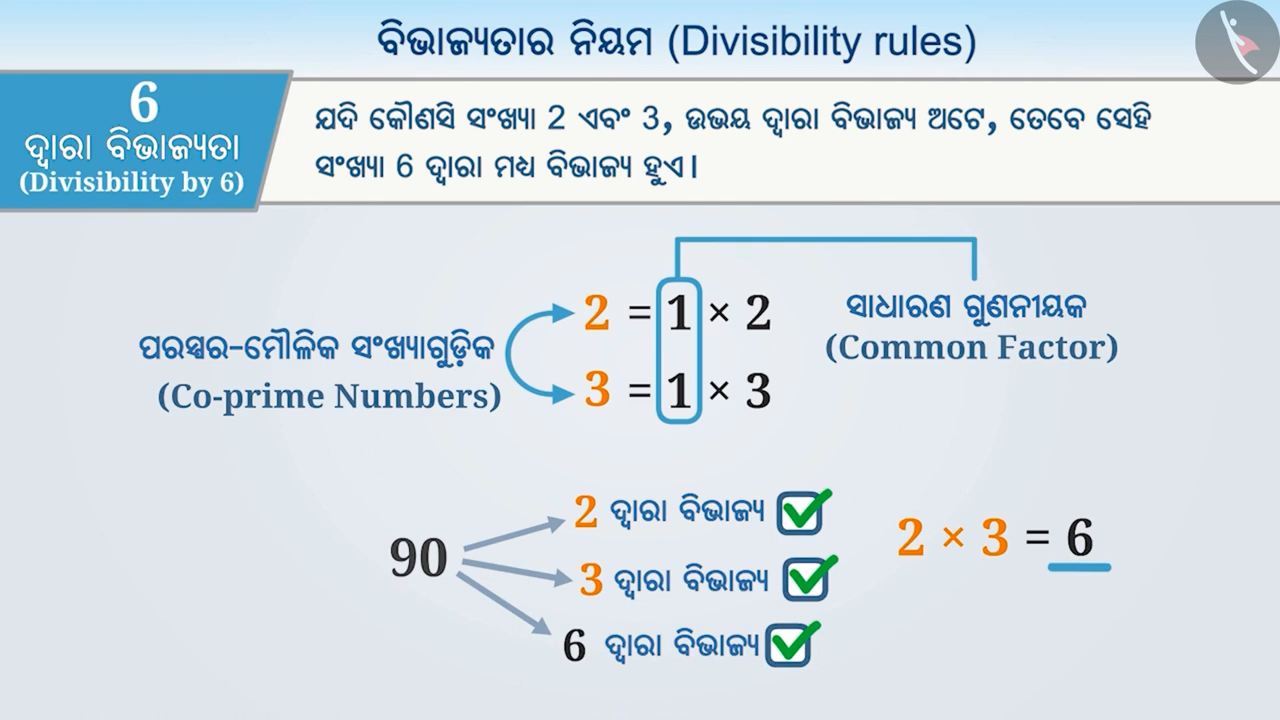 ବିଭାଜ୍ୟତାର ନିୟମ (Divisibility rules)
6
ଦ୍ୱାରା ବିଭାଜ୍ୟତା
(Divisibility by 6)
ଯଦି କୌଣସି ସଂଖ୍ୟା 2 ଏବଂ 3, ଉଭୟ ଦ୍ୱାରା ବିଭାଜ୍ୟ ଅଟେ, ତେବେ ସେହି
ସଂଖ୍ୟା 6 ଦ୍ୱାରା ମଧ୍ୟ ବିଭାଜ୍ୟ ହୁଏ।
2 = 1 × 2
3 = 1 × 3
ପରସ୍ପର-ମୌଳିକ ସଂଖ୍ୟାଗୁଡ଼ିକ
(Co-prime Numbers)
ସାଧାରଣ ଗୁଣନୀୟକ
(Common Factor)
90
2 ଦ୍ୱାରା ବିଭାଜ୍ୟ
3 ଦ୍ୱାରା ବିଭାଜ୍ୟ
6 ଦ୍ୱାରା ବିଭାଜ୍ୟ
2 × 3 = 6